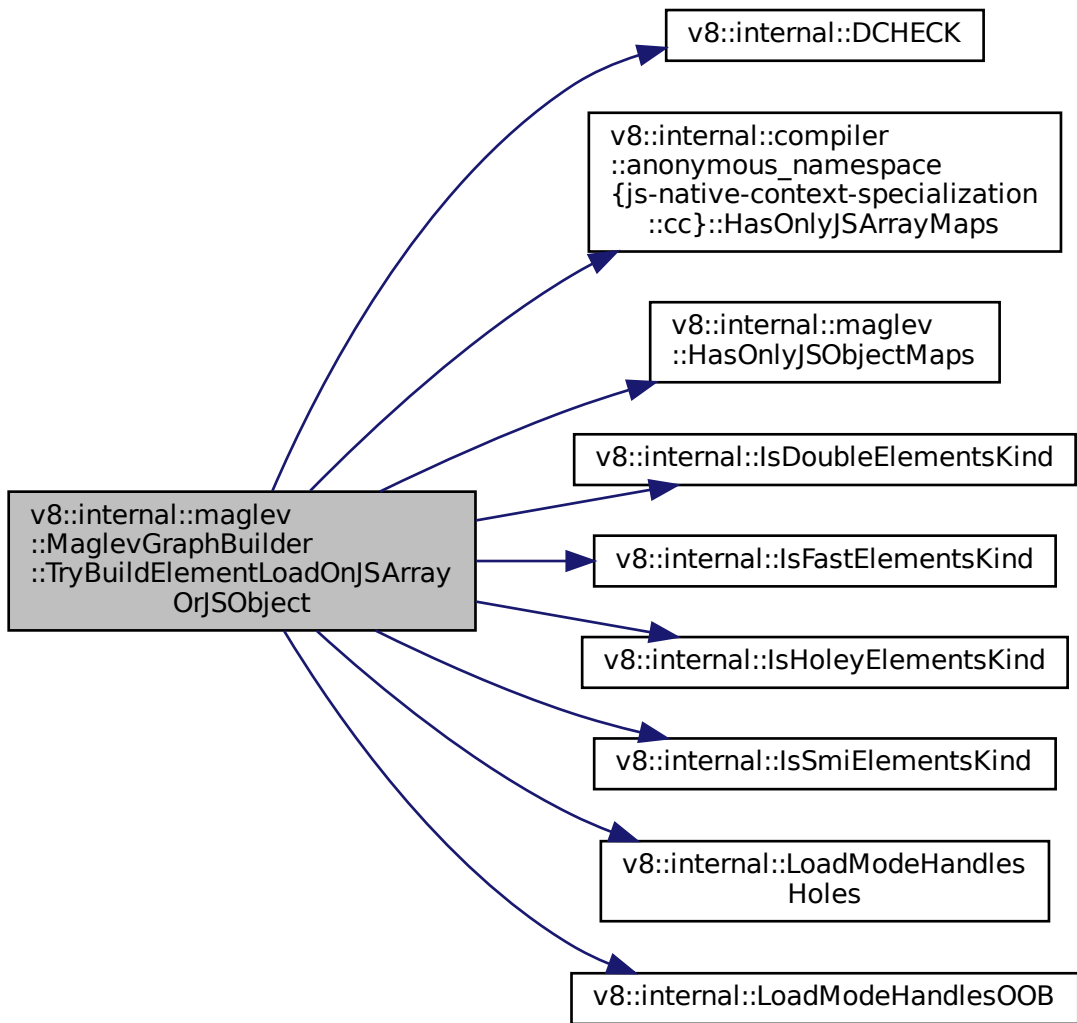 v8::internal::DCHECK
v8::internal::compiler
::anonymous_namespace
{js-native-context-specialization
::cc}::HasOnlyJSArrayMaps
v8::internal::maglev
::HasOnlyJSObjectMaps
v8::internal::IsDoubleElementsKind
v8::internal::maglev
::MaglevGraphBuilder
::TryBuildElementLoadOnJSArray
OrJSObject
v8::internal::IsFastElementsKind
v8::internal::IsHoleyElementsKind
v8::internal::IsSmiElementsKind
v8::internal::LoadModeHandles
Holes
v8::internal::LoadModeHandlesOOB